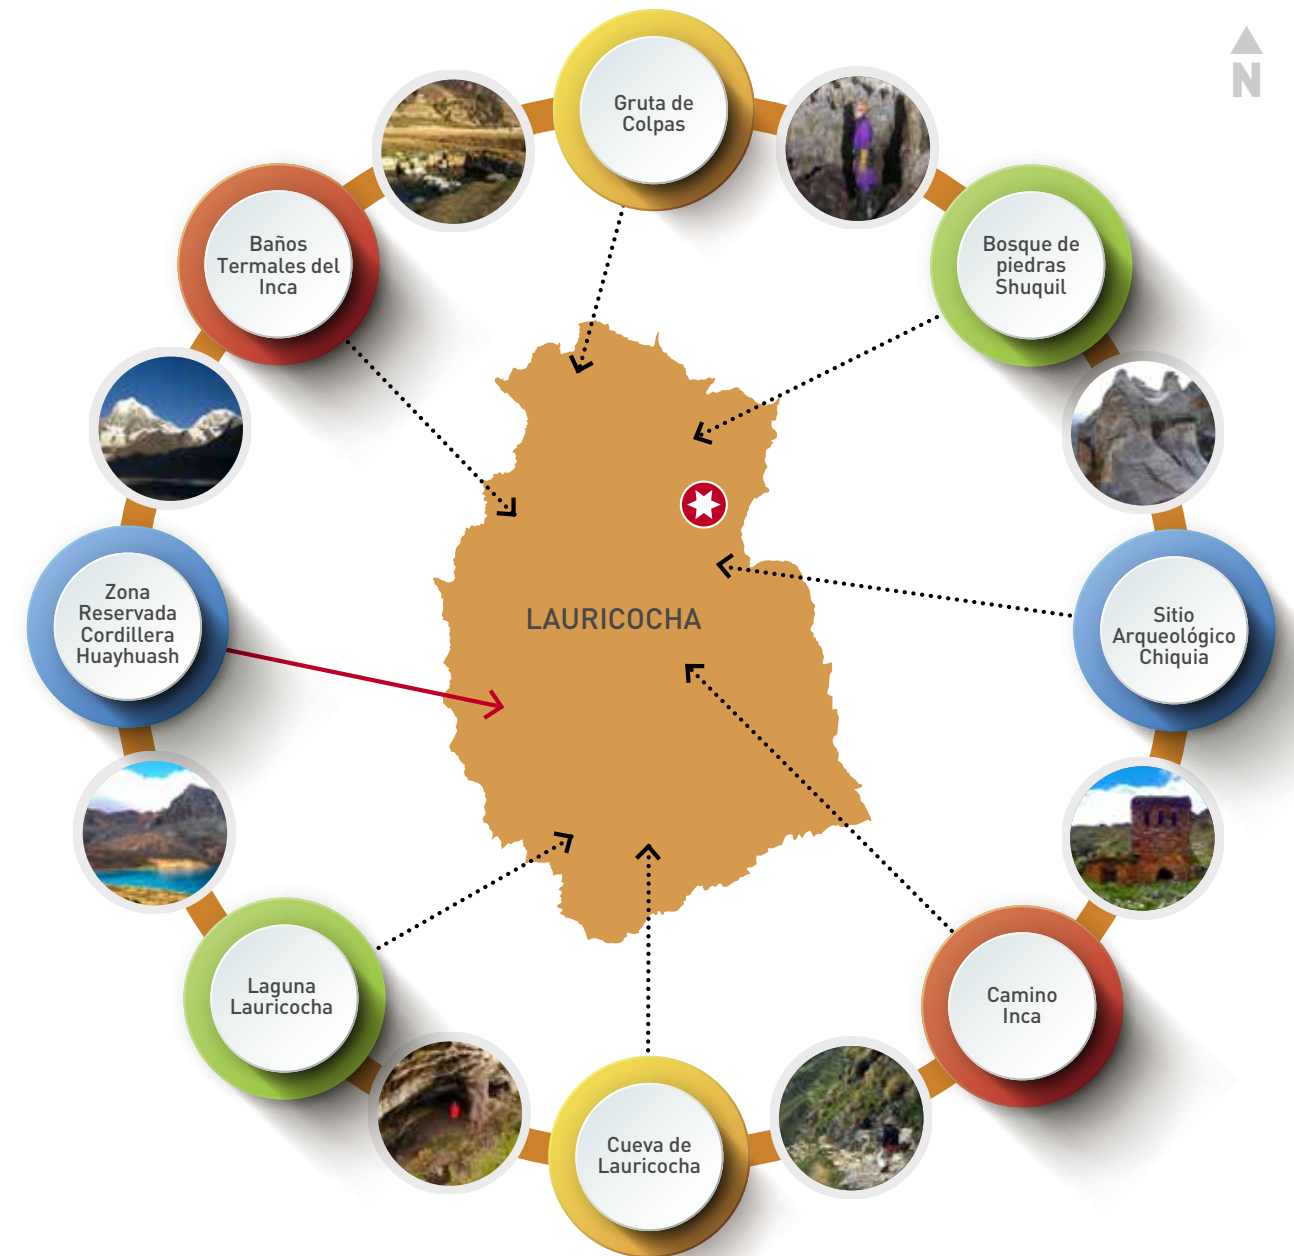 N
Gruta de
Colpas
Baños
Termales del
Inca
Bosque de
piedras
Shuquil
Zona
Reservada
Cordillera
Huayhuash
LAURICOCHA
Sitio
Arqueológico
Chiquia
Laguna
Lauricocha
Camino
Inca
Cueva de
Lauricocha